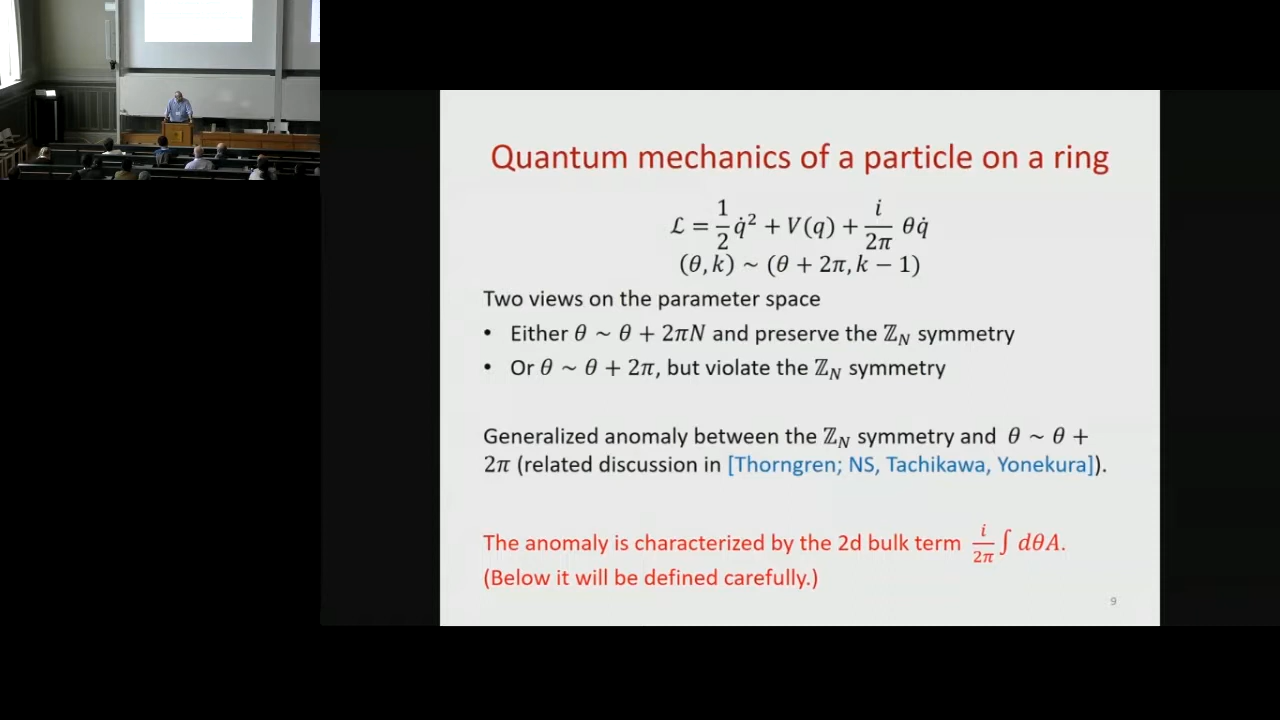 Quantum mechanics of a particle on a ring
ℒ = 1/2 q̇² + V(q) + i/2π θq̇
(θ, k) ~ (θ + 2π, k − 1)
Two views on the parameter space
• Either θ ~ θ + 2πN and preserve the ℤ_N symmetry
• Or θ ~ θ + 2π, but violate the ℤ_N symmetry
Generalized anomaly between the ℤ_N symmetry and θ ~ θ +
2π (related discussion in [Thorngren; NS, Tachikawa, Yonekura]).
The anomaly is characterized by the 2d bulk term i/2π ∫ dθA.
(Below it will be defined carefully.)
9